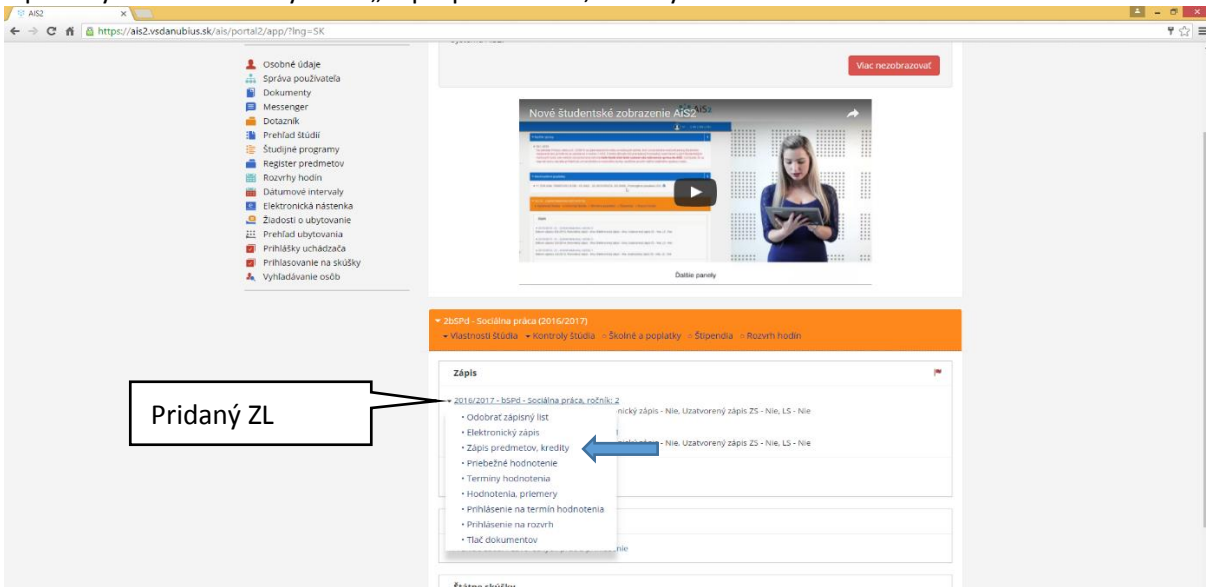 AIS2
https://ais2.vsdanubius.sk/ais/portal2/app/?lng=SK
Osobné údaje
Správa používateľa
Dokumenty
Messenger
Dotazník
Prehľad štúdií
Študijné programy
Register predmetov
Rozvrhy hodín
Dátumové intervaly
Elektronická nástenka
Žiadosti o ubytovanie
Prehľad ubytovania
Prihlášky uchádzača
Prihlasovanie na skúšky
Vyhľadávanie osôb
Viac nezobrazovať
Nové študentské zobrazenie AiS2
Ďalšie panely
2bSPd - Sociálna práca (2016/2017)
Vlastnosti štúdia Kontroly štúdia Školné a poplatky Štipendia Rozvrh hodín
Zápis
Pridaný ZL
2016/2017 - bSPd - Sociálna práca, ročník: 2
nický zápis - Nie, Uzatvorený zápis ZS - Nie, LS - Nie
• Odobrať zápisný list
• Elektronický zápis
• Zápis predmetov, kredity
- Nie, Uzatvorený zápis ZS - Nie, LS - Nie
• Priebežné hodnotenie
• Termíny hodnotenia
• Hodnotenia, priemery
• Prihlásenie na termín hodnotenia
• Prihlásenie na rozvrh
• Tlač dokumentov
Štátne skúšky